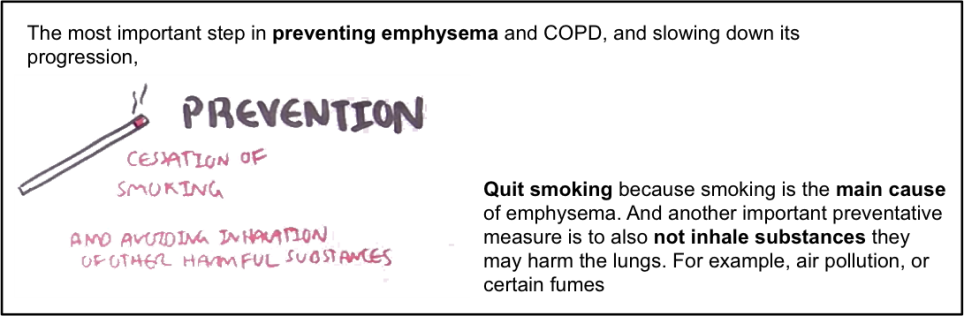 The most important step in preventing emphysema and COPD, and slowing down its
progression,
PREVENTION
CESSATION OF
SMOKING
AND AVOIDING INHALATION
OF OTHER HARMFUL SUBSTANCES
Quit smoking because smoking is the main cause
of emphysema. And another important preventative
measure is to also not inhale substances they
may harm the lungs. For example, air pollution, or
certain fumes